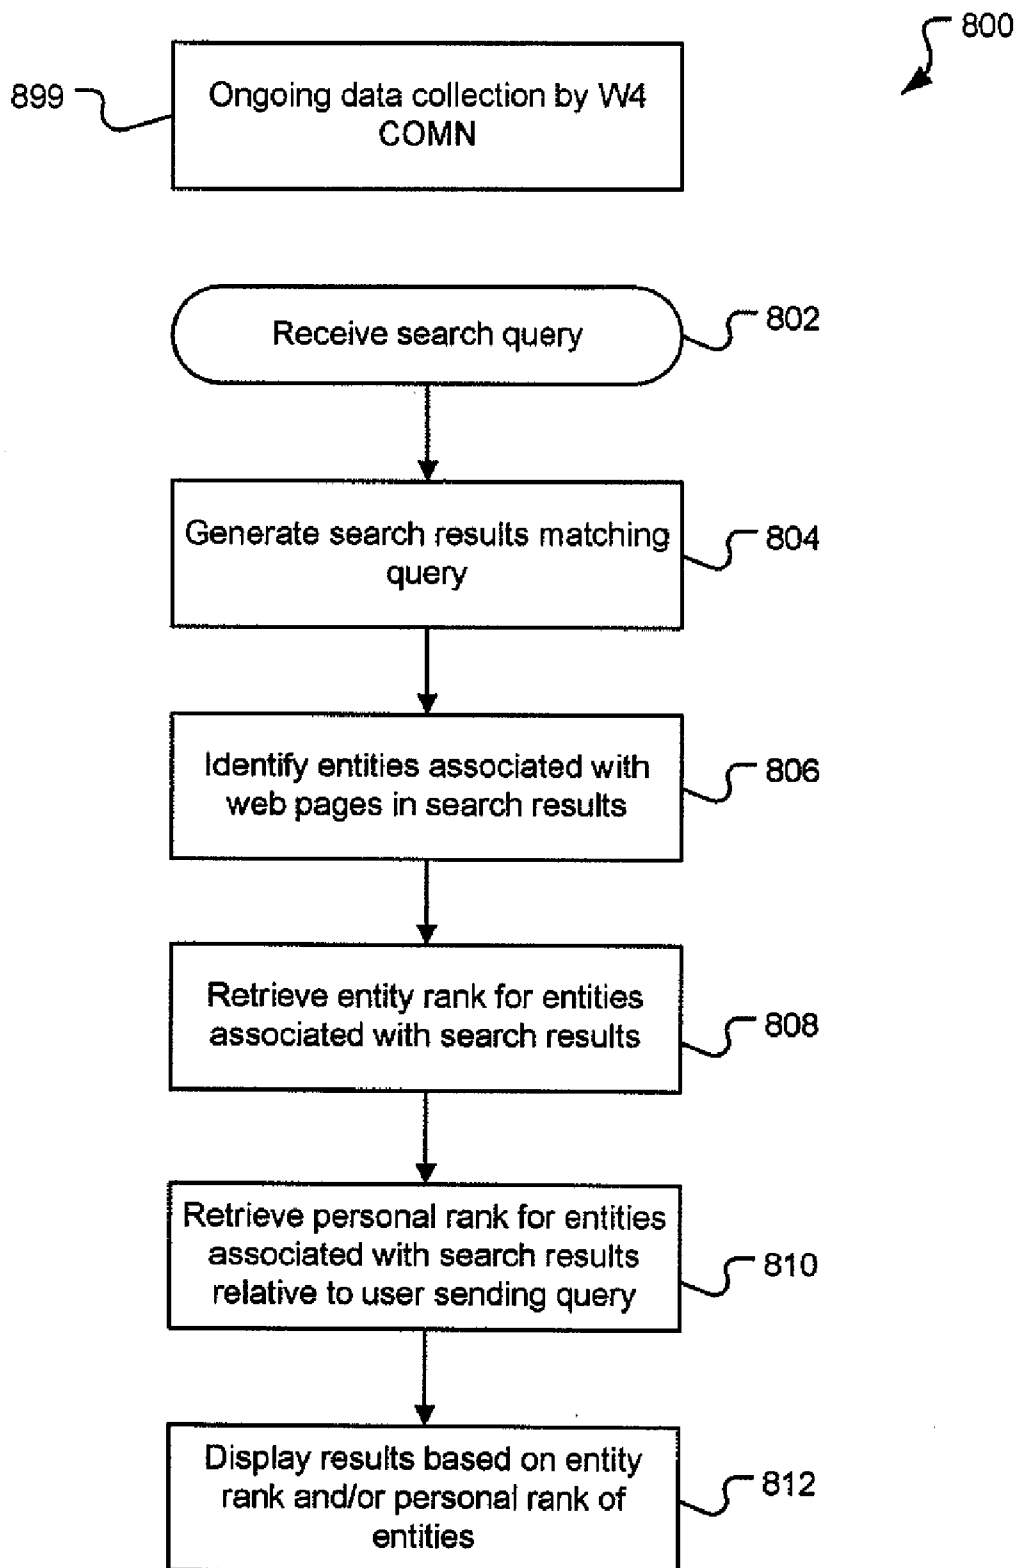 800
899
Ongoing data collection by W4
COMN
Receive search query
802
Generate search results matching
query
804
Identify entities associated with
web pages in search results
806
Retrieve entity rank for entities
associated with search results
808
Retrieve personal rank for entities
associated with search results
relative to user sending query
810
Display results based on entity
rank and/or personal rank of
entities
812